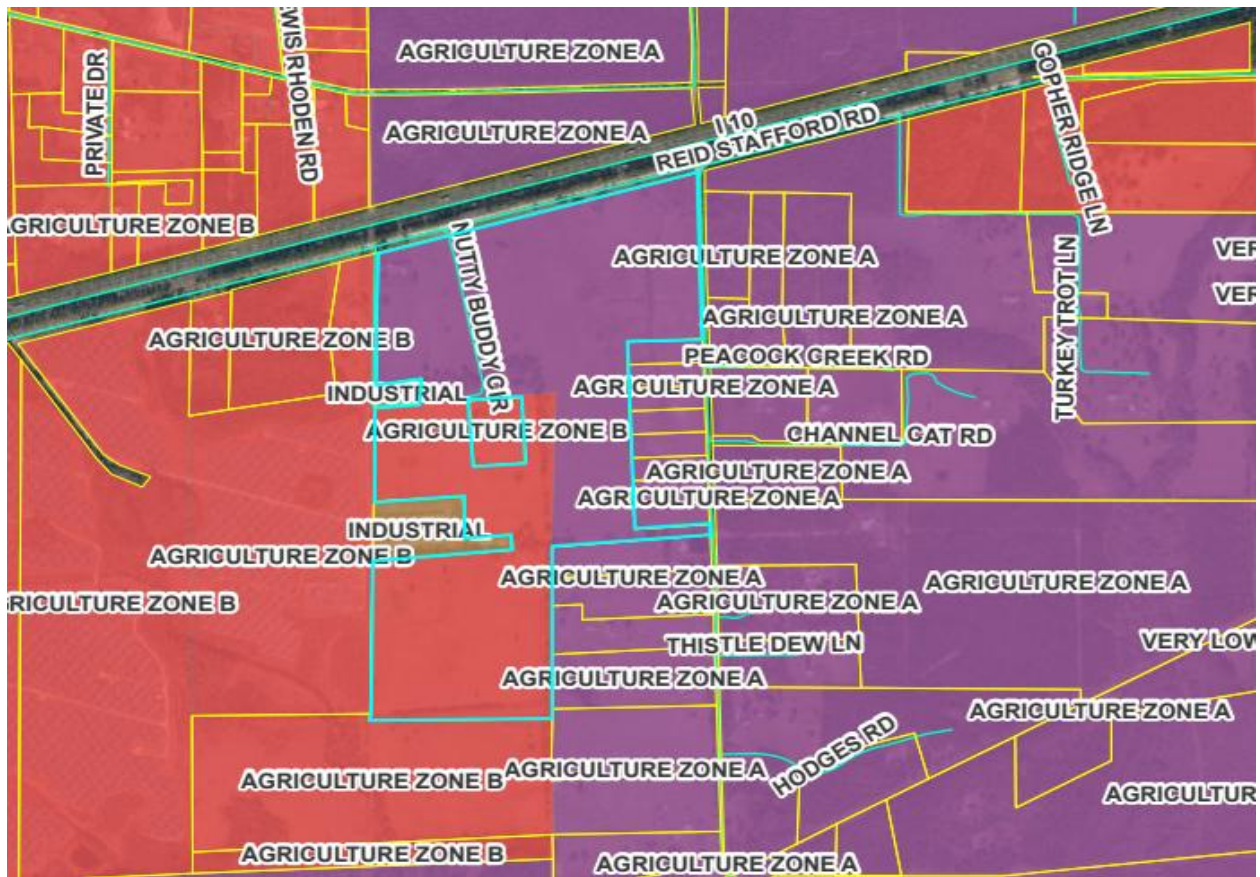 AGRICULTURE ZONE A
PRIVATE DR
EWIS RHODEN RD
AGRICULTURE ZONE A
I 10
REID STAFFORD RD
GOPHER RIDGE LN
AGRICULTURE ZONE B
NUTTY BUDDY CIR
AGRICULTURE ZONE A
VER
VER
TURKEY TROT LN
AGRICULTURE ZONE A
AGRICULTURE ZONE B
PEACOCK CREEK RD
INDUSTRIAL
AGRICULTURE ZONE A
AGRICULTURE ZONE B
CHANNEL CAT RD
AGRICULTURE ZONE A
AGRICULTURE ZONE A
INDUSTRIAL
AGRICULTURE ZONE B
AGRICULTURE ZONE A
AGRICULTURE ZONE A
GRICULTURE ZONE B
AGRICULTURE ZONE A
THISTLE DEW LN
VERY LOW
AGRICULTURE ZONE A
AGRICULTURE ZONE A
HODGES RD
AGRICULTURE ZONE B
AGRICULTURE ZONE A
AGRICULTUR
AGRICULTURE ZONE B
AGRICULTURE ZONE A